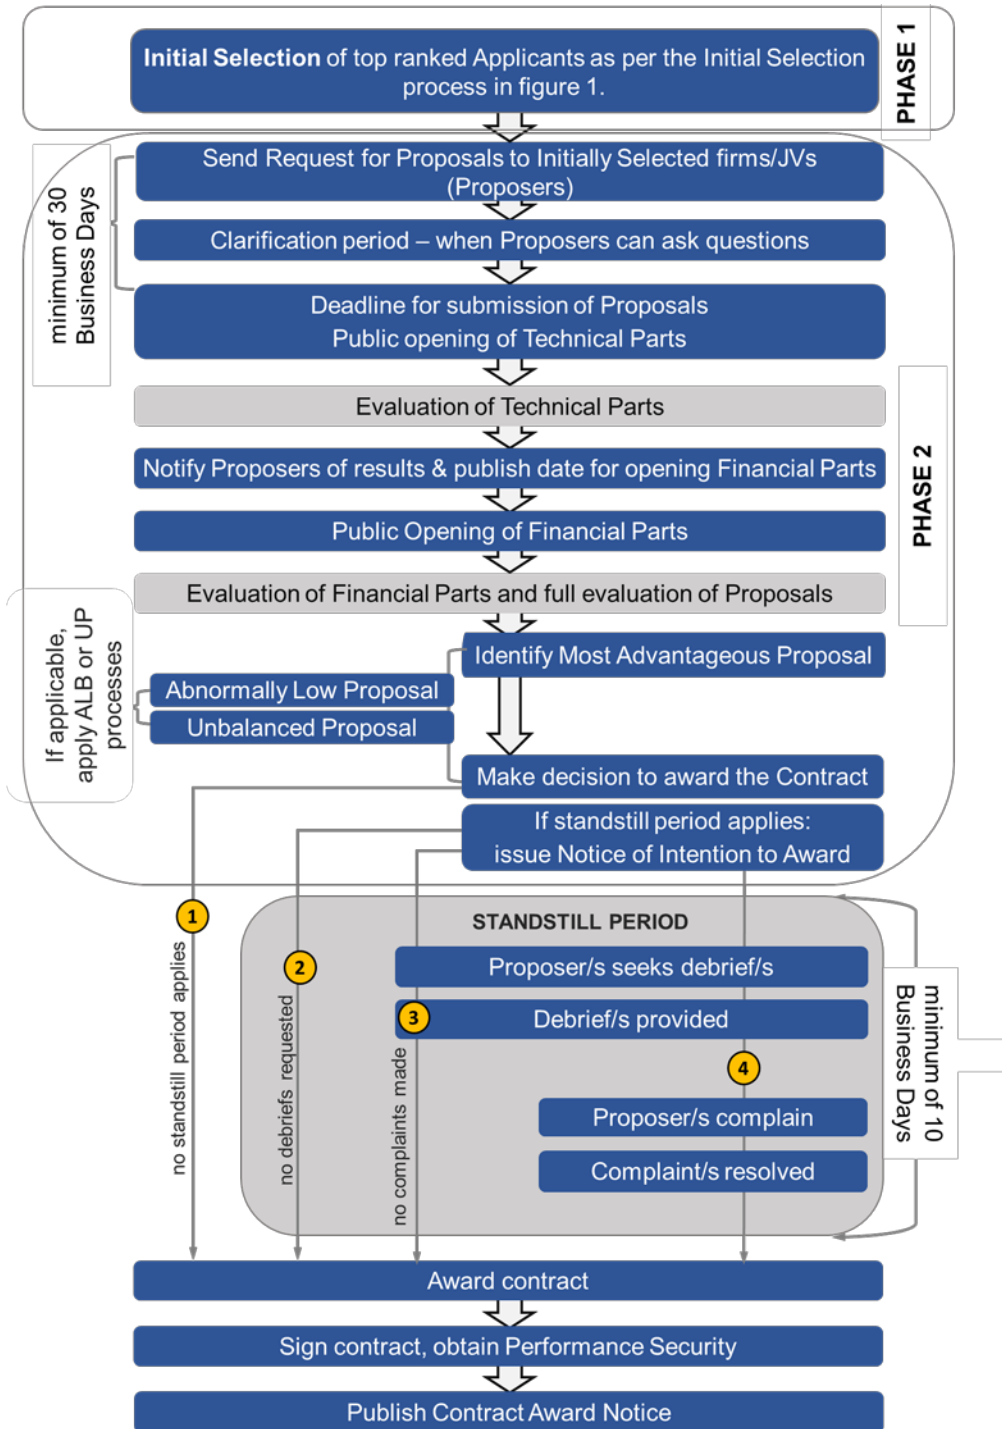 PHASE 1
Initial Selection of top ranked Applicants as per the Initial Selection
process in figure 1.
minimum of 30
Business Days
Send Request for Proposals to Initially Selected firms/JVs
(Proposers)
Clarification period – when Proposers can ask questions
Deadline for submission of Proposals
Public opening of Technical Parts
PHASE 2
Evaluation of Technical Parts
Notify Proposers of results & publish date for opening Financial Parts
Public Opening of Financial Parts
Evaluation of Financial Parts and full evaluation of Proposals
If applicable,
apply ALB or UP
processes
Identify Most Advantageous Proposal
Abnormally Low Proposal
Unbalanced Proposal
Make decision to award the Contract
If standstill period applies:
issue Notice of Intention to Award
1
no standstill period applies
STANDSTILL PERIOD
2
no debriefs requested
Proposer/s seeks debrief/s
3
Debrief/s provided
no complaints made
4
Proposer/s complain
Complaint/s resolved
minimum of 10
Business Days
Award contract
Sign contract, obtain Performance Security
Publish Contract Award Notice